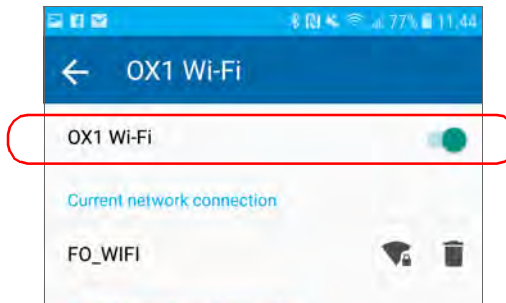 77% 11:44
OX1 Wi-Fi
OX1 Wi-Fi
Current network connection
FO_WIFI